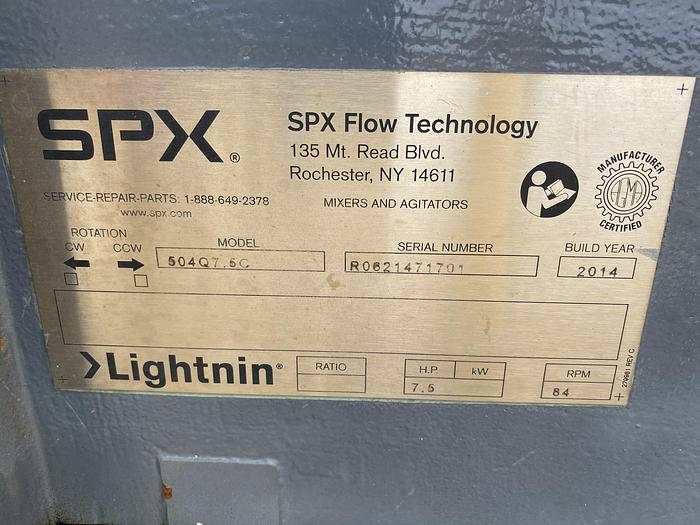 SPX®
SPX Flow Technology
135 Mt. Read Blvd.
Rochester, NY 14611
SERVICE-REPAIR-PARTS: 1-888-649-2378
www.spx.com
MIXERS AND AGITATORS
MANUFACTURER
CERTIFIED
ROTATION
CW CCW
MODEL
504Q7.5C
SERIAL NUMBER
R0621471701
BUILD YEAR
2014
Lightnin®
RATIO
H.P. kW
7.5
RPM
84
279981 REV C